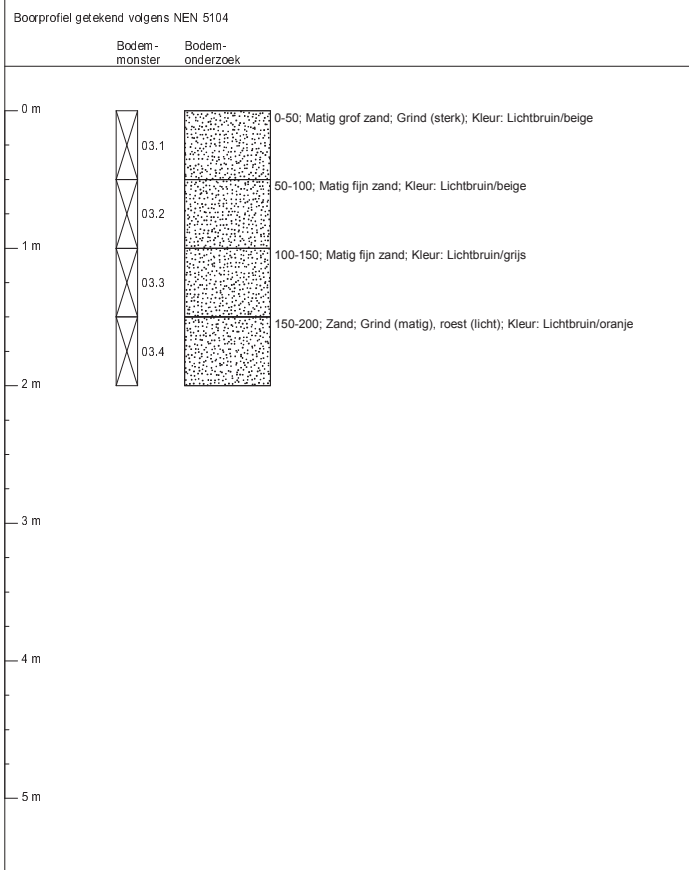 Boorprofiel getekend volgens NEN 5104
Bodem-
monster
Bodem-
onderzoek
0 m
0-50; Matig grof zand; Grind (sterk); Kleur: Lichtbruin/beige
03.1
50-100; Matig fijn zand; Kleur: Lichtbruin/beige
03.2
1 m
100-150; Matig fijn zand; Kleur: Lichtbruin/grijs
03.3
150-200; Zand; Grind (matig), roest (licht); Kleur: Lichtbruin/oranje
03.4
2 m
3 m
4 m
5 m